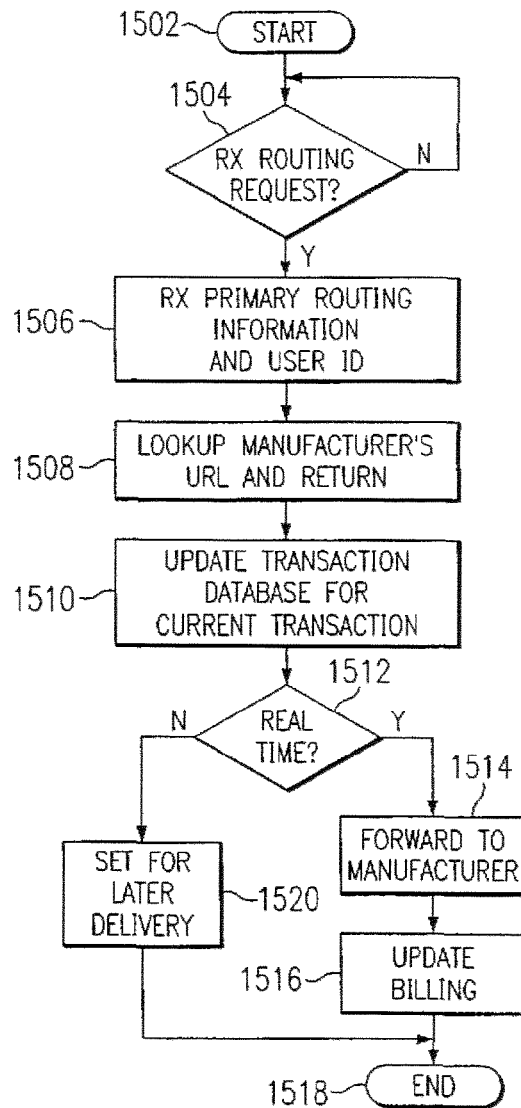 1502
START
1504
RX ROUTING
REQUEST?
N
Y
1506
RX PRIMARY ROUTING
INFORMATION
AND USER ID
1508
LOOKUP MANUFACTURER'S
URL AND RETURN
1510
UPDATE TRANSACTION
DATABASE FOR
CURRENT TRANSACTION
1512
N
REAL
TIME?
Y
1514
FORWARD TO
MANUFACTURER
SET FOR
LATER
DELIVERY
1520
1516
UPDATE
BILLING
1518
END